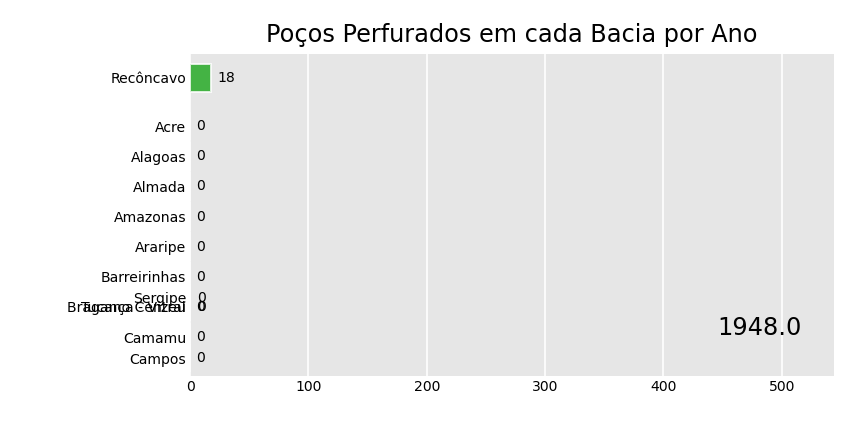 Poços Perfurados em cada Bacia por Ano
Recôncavo 18
Acre 0
Alagoas 0
Almada 0
Amazonas 0
Araripe 0
Barreirinhas 0
Sergipe 0
0
Camamu 0
1948.0
Campos 0
0 100 200 300 400 500